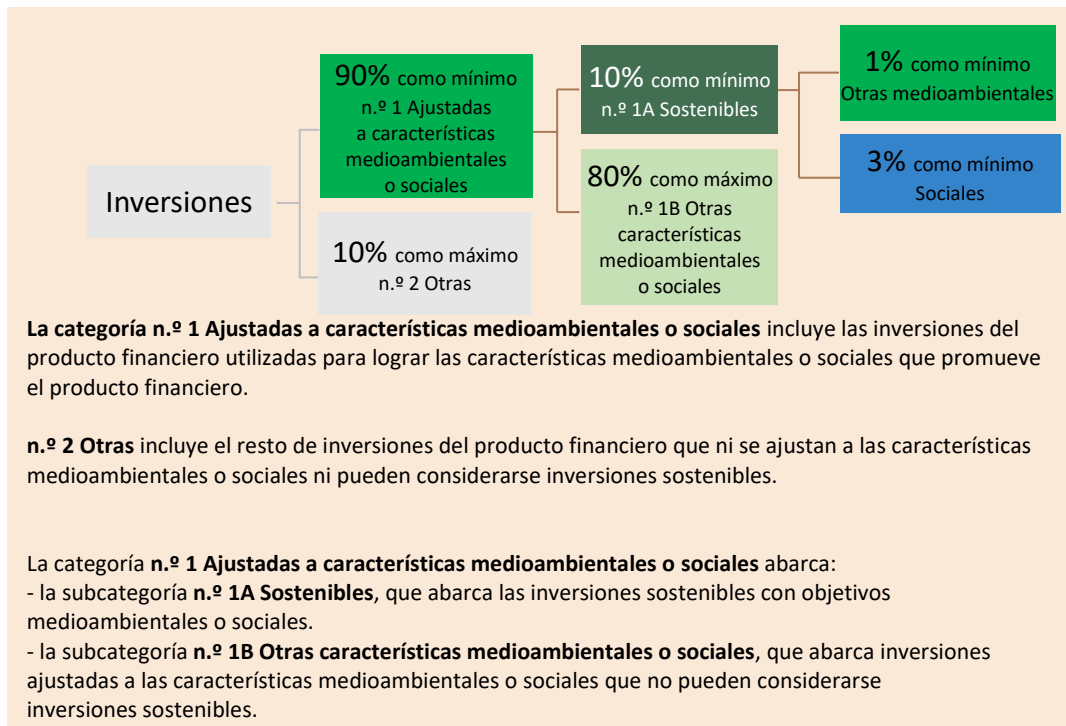 Inversiones
90% como mínimo
n.º 1 Ajustadas
a características
medioambientales
o sociales
10% como máximo
n.º 2 Otras
10% como mínimo
n.º 1A Sostenibles
80% como máximo
n.º 1B Otras
características
medioambientales
o sociales
1% como mínimo
Otras medioambientales
3% como mínimo
Sociales
La categoría n.º 1 Ajustadas a características medioambientales o sociales incluye las inversiones del
producto financiero utilizadas para lograr las características medioambientales o sociales que promueve
el producto financiero.
n.º 2 Otras incluye el resto de inversiones del producto financiero que ni se ajustan a las características
medioambientales o sociales ni pueden considerarse inversiones sostenibles.
La categoría n.º 1 Ajustadas a características medioambientales o sociales abarca:
- la subcategoría n.º 1A Sostenibles, que abarca las inversiones sostenibles con objetivos
medioambientales o sociales.
- la subcategoría n.º 1B Otras características medioambientales o sociales, que abarca inversiones
ajustadas a las características medioambientales o sociales que no pueden considerarse
inversiones sostenibles.